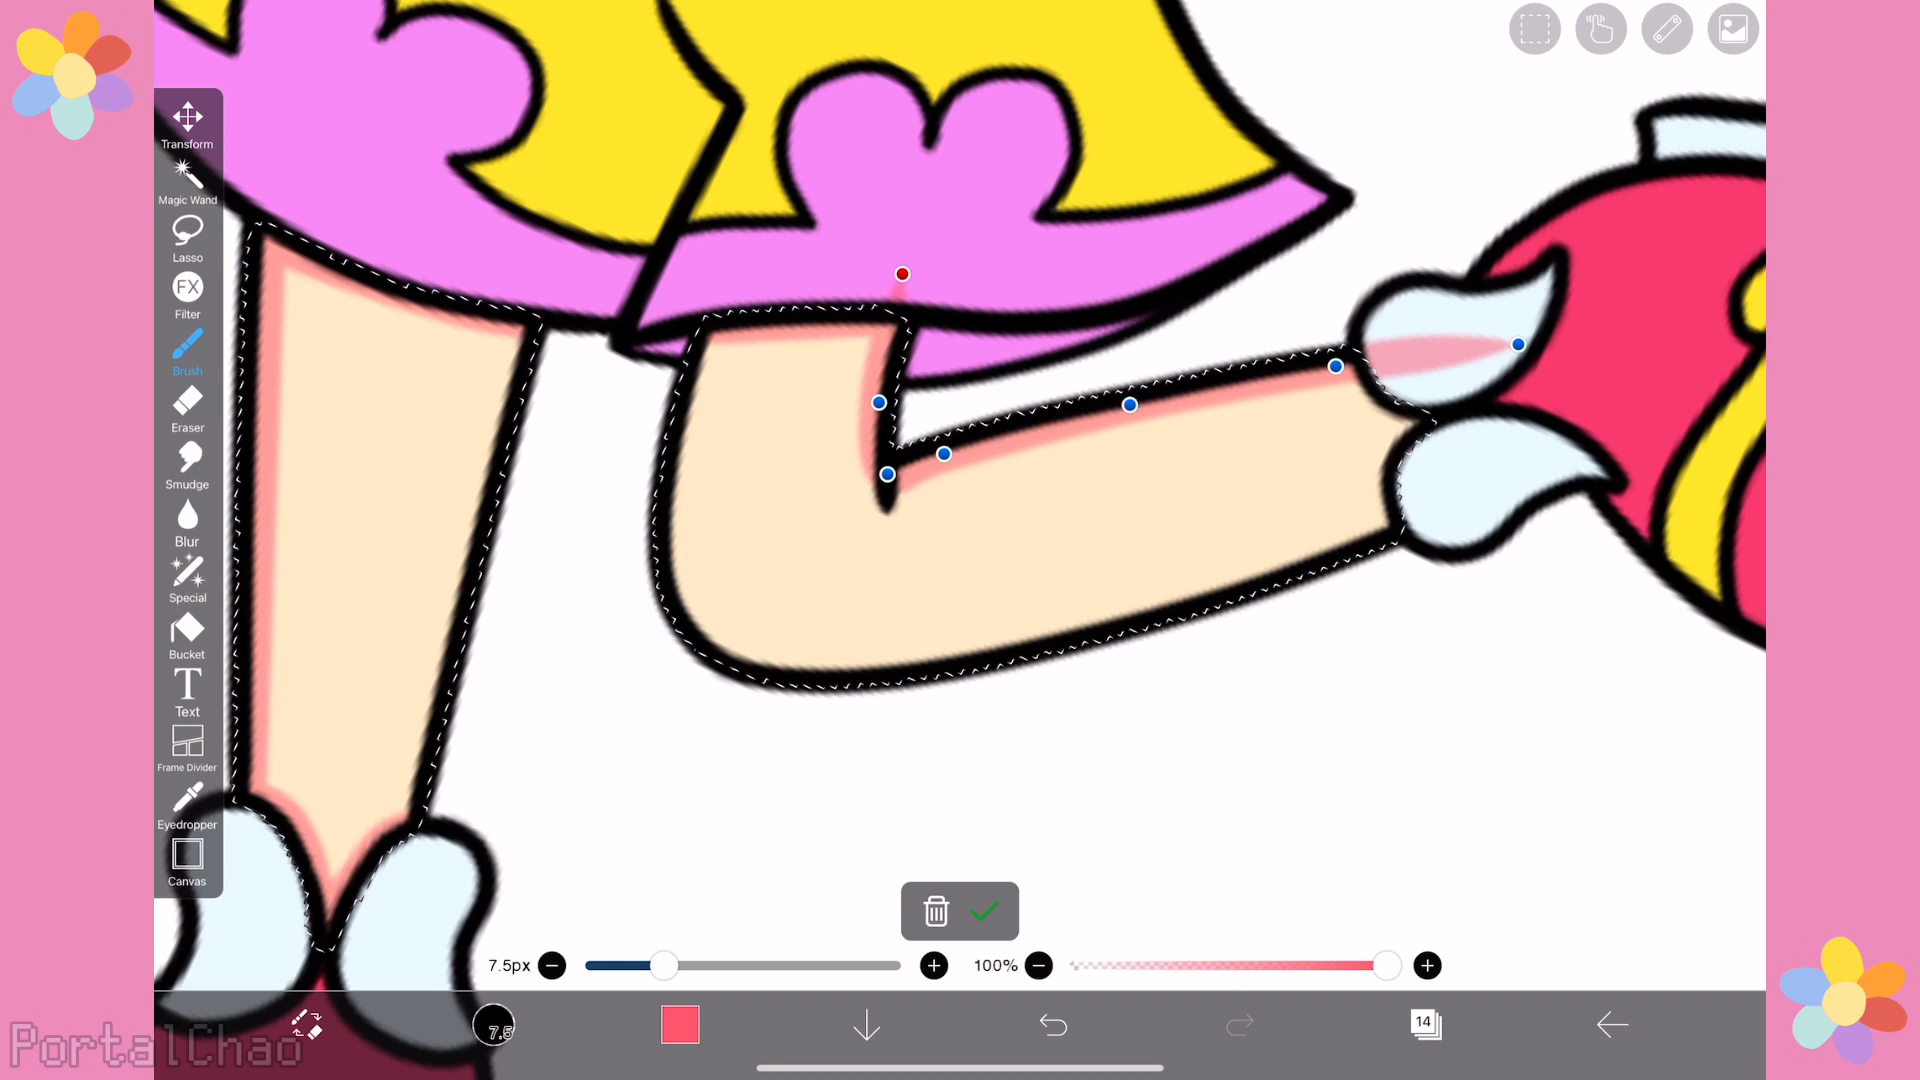 Transform
Magic Wand
Lasso
FX
Filter
Brush
Eraser
Smudge
Blur
Special
Bucket
T
Text
Frame Divider
Eyedropper
Canvas
7.5px
100%
7.5
14
PortalChao